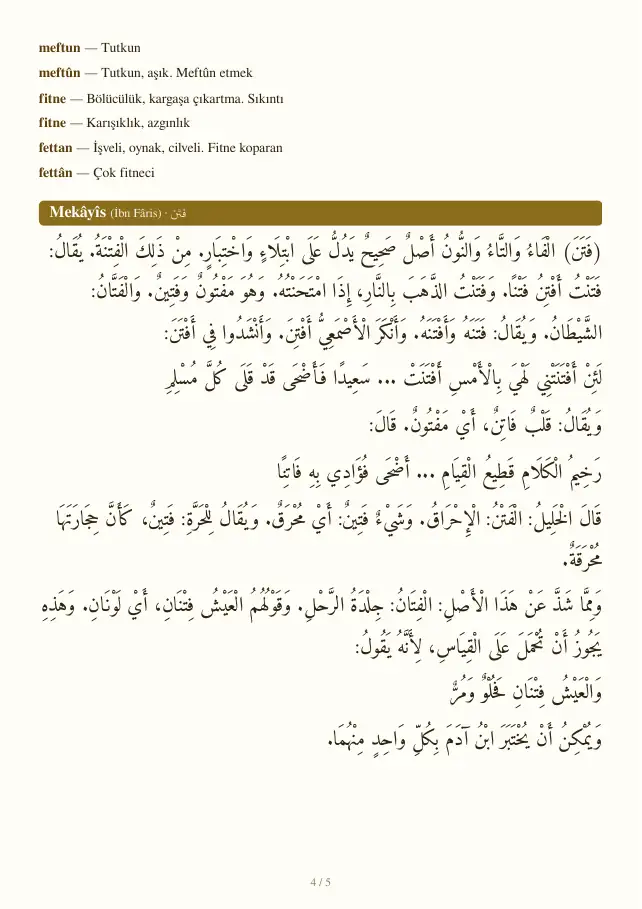 meftun — Tutkun
meftûn — Tutkun, aşık. Meftûn etmek
fitne — Bölücülük, kargaşa çıkartma. Sıkıntı
fitne — Karışıklık, azgınlık
fettan — İşveli, oynak, cilveli. Fitne koparan
fettân — Çok fitneci
Mekâyîs (İbn Fâris) · فَتَنَ
(فَتَنَ) الْفَاءُ وَالتَّاءُ وَالنُّونُ أَصْلٌ صَحِيحٌ يَدُلُّ عَلَى ابْتِلَاءٍ وَاخْتِبَارٍ. مِنْ ذَلِكَ الْفِتْنَةُ. يُقَالُ:
فَتَنْتُ أَفْتِنُ فَتْنًا. وَفَتَنْتُ الذَّهَبَ بِالنَّارِ، إِذَا امْتَحَنْتُهُ. وَهُوَ مَفْتُونٌ وَفَتِينٌ. وَالْفَتَّانُ:
الشَّيْطَانُ. وَيُقَالُ: فَتَنَهُ وَأَفْتَنَهُ. وَأَنْكَرَ الْأَصْمَعِيُّ أَفْتِنَ. وَأَنْشَدُوا فِي أَفْتَنَ:
لَئِنْ أَفْتَنَتْنِي لَهْيَ بِالْأَمْسِ أَفْتَنَتْ ... سَعِيدًا فَأَضْحَى قَدْ قَلَى كُلَّ مُسْلِمِ
وَيُقَالُ: قَلْبٌ فَاتِنٌ، أَيْ مَفْتُونٌ. قَالَ:
رَخِيمُ الْكَلَامِ قَطِيعُ الْقِيَامِ ... أَضْحَى فُؤَادِي بِهِ فَاتِنًا
قَالَ الْخَلِيلُ: الْفَتْنُ: الْإِحْرَاقُ. وَشَيْءٌ فَتِينٌ: أَيْ مُحْرَقٌ. وَيُقَالُ لِلْحَرَّةِ: فَتِينٌ، كَأَنَّ حِجَارَتَهَا
مُحْرَقَةٌ.
وَمِمَّا شَذَّ عَنْ هَذَا الْأَصْلِ: الْفِتَانُ: جِلْدَةُ الرَّحْلِ. وَقَوْلُهُمُ الْعَيْشُ فِتْنَانِ، أَيْ لَوْنَانِ. وَهَذِهِ
يَجُوزُ أَنْ تُحْمَلَ عَلَى الْقِيَاسِ، لِأَنَّهُ يَقُولُ:
وَالْعَيْشُ فِتْنَانِ فَحُلْوٌ وَمُرٌّ
وَيُمْكِنُ أَنْ يُخْتَبَرَ ابْنُ آدَمَ بِكُلِّ وَاحِدٍ مِنْهُمَا.
4 / 5